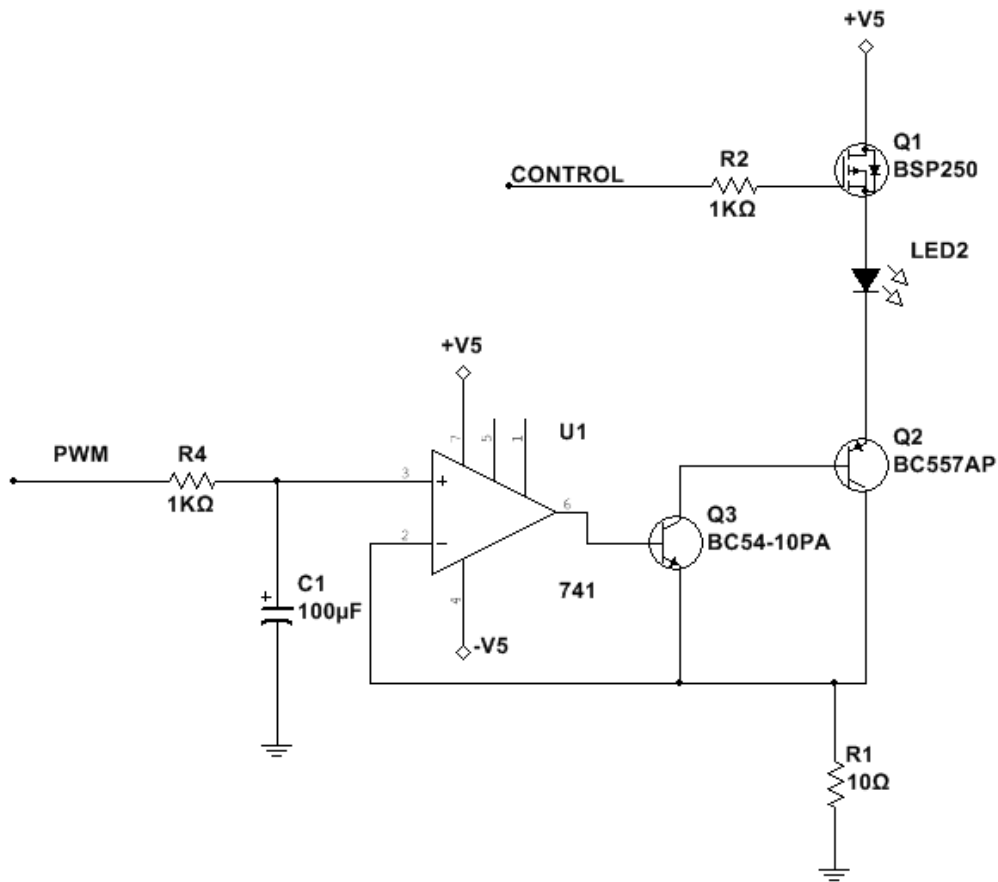 +V5
Q1
BSP250
R2
CONTROL
1KΩ
LED2
+V5
7
5
1
U1
Q2
BC557AP
PWM
R4
3
+
1KΩ
6
Q3
BC54-10PA
2
−
C1
+
100µF
741
4
-V5
R1
10Ω